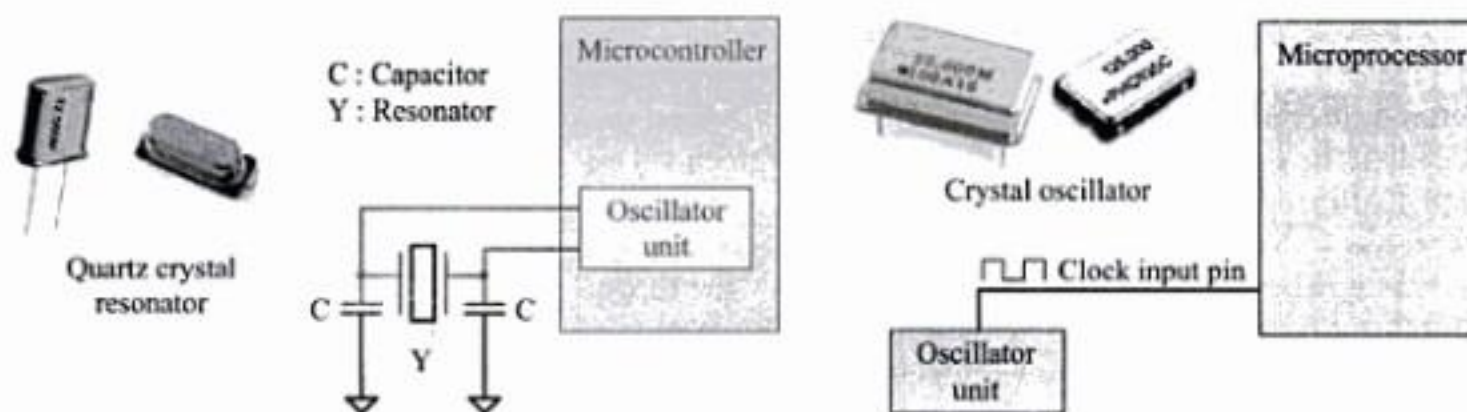 C : Capacitor
Y : Resonator
Microcontroller
Oscillator
unit
Quartz crystal
resonator
C
C
Y
Crystal oscillator
Microprocessor
Clock input pin
Oscillator
unit